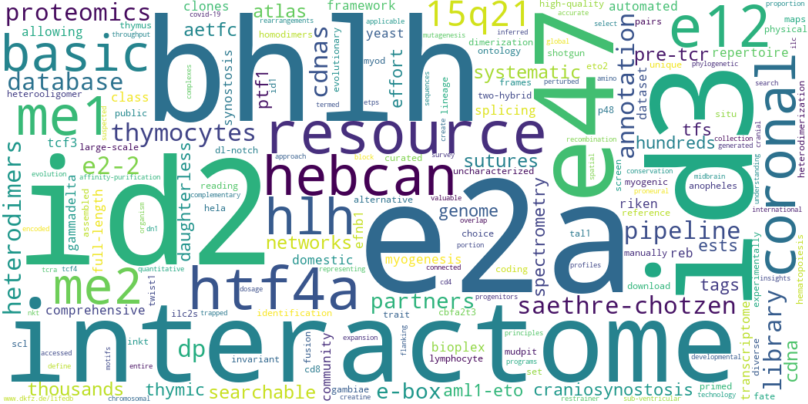 proteomics
covid-19
rearrangements
clones
thymus
throughput
allowing
atlas
homodimers
framework
yeast
evolutionary
applicable
mutagenesis
inferred
15q21
high-quality
accurate
global
select
automated
pairs
e12
proportion
maps
physical
ilc
basic
bhlh
aetfc
synostosis
cdnas
ptf1
effort
dimerization
ontology
shotgun
amino
phylogenetic
pre-tcr
unique
repertoire
search
cranial
database
heterooligomer
complexes
id1
termed
myod
etps
sequences
create
lineage
two-hybrid
systematic
frames
perturbed
eto2
p48
e47
annotation
dataset
tfs
situ
id3
coronal
heterodimerization
collection
generated
me1
class
public
tcf3
large-scale
thymocytes
dl-notch
resource
suspected
approach
clock
survey
curated
splicing
recombination
spatial
screen
conservation
myogenic
hundreds
midbrain
anopheles
understanding
international
heterodimers
id2
e2-2
daughterless
hebcan
sutures
uncharacterized
riken
reference
evolution
affinity-purification
gammadelta
full-length
assembled
reading
complementary
hela
organism
dn1
hlh
efnb1
alternative
valuable
overlap
portion
genome
choice
tal1
spectrometry
pipeline
manually
reb
ests
library
experimentally
insights
hematopoiesis
encoded
tcra
tcf4
quantitative
e2a
networks
domestic
myogenesis
connected
cd4
profiles
coding
me2
comprehensive
representing
twist1
htf4a
dosage
trapped
ilc2s
partners
trait
cbfa2t3
progenitors
tags
saethre-chotzen
download
transcriptome
diverse
cdna
scl
accessed
define
nkt
motifs
entire
interactome
inkt
invariant
identification
fusion
cd8
community
expansion
flanking
bioplex
lymphocyte
gambiae
creatine
mudpit
programs
principles
set
primed
technology
developmental
fate
thousands
www.dkfz.de/lifedb
chromosomal
thymic
dp
searchable
e-box
aml1-eto
craniosynostosis
restrainer
sub-ventricular